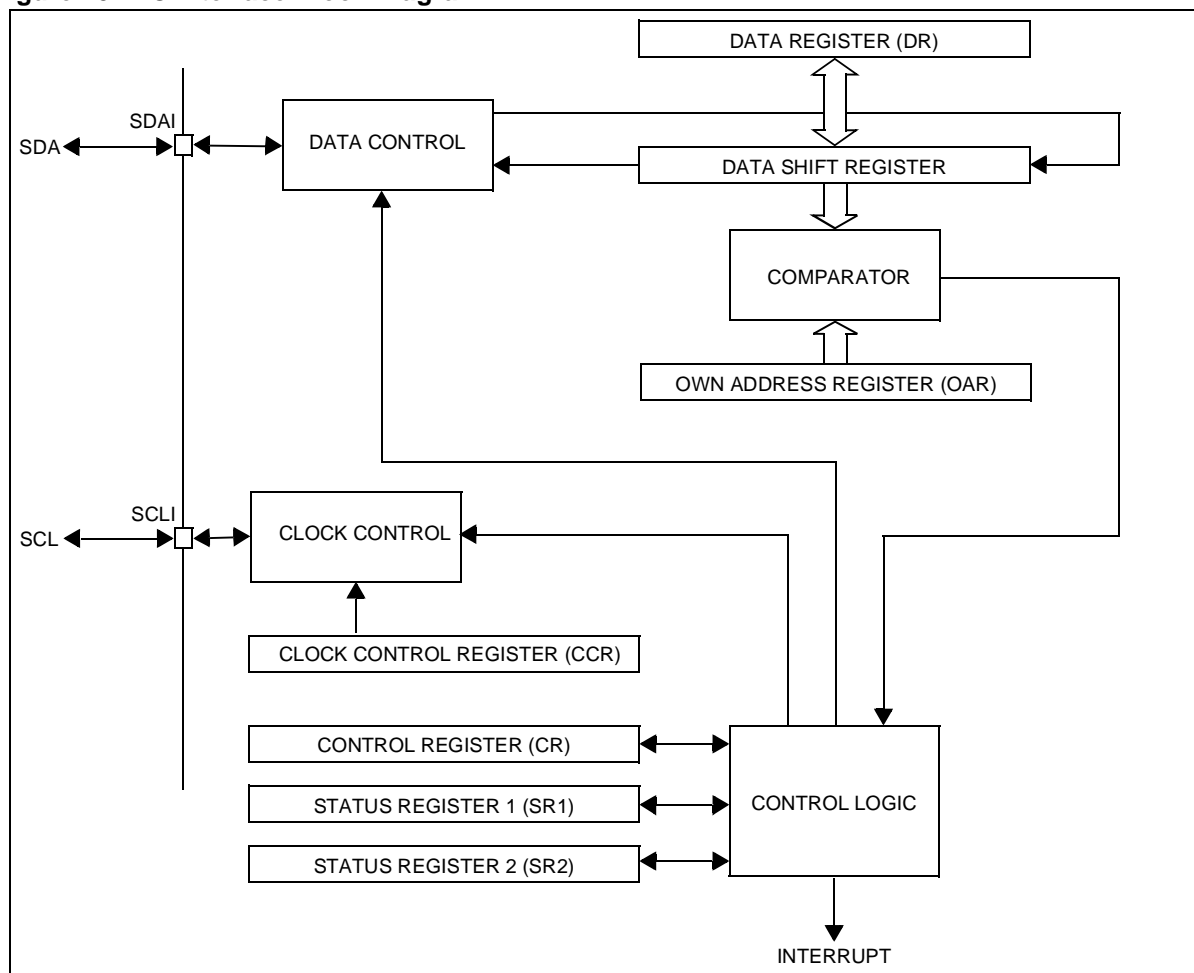 DATA REGISTER (DR)
SDAI
SDA
DATA CONTROL
DATA SHIFT REGISTER
COMPARATOR
OWN ADDRESS REGISTER (OAR)
SCLI
SCL
CLOCK CONTROL
CLOCK CONTROL REGISTER (CCR)
CONTROL REGISTER (CR)
STATUS REGISTER 1 (SR1)
CONTROL LOGIC
STATUS REGISTER 2 (SR2)
INTERRUPT